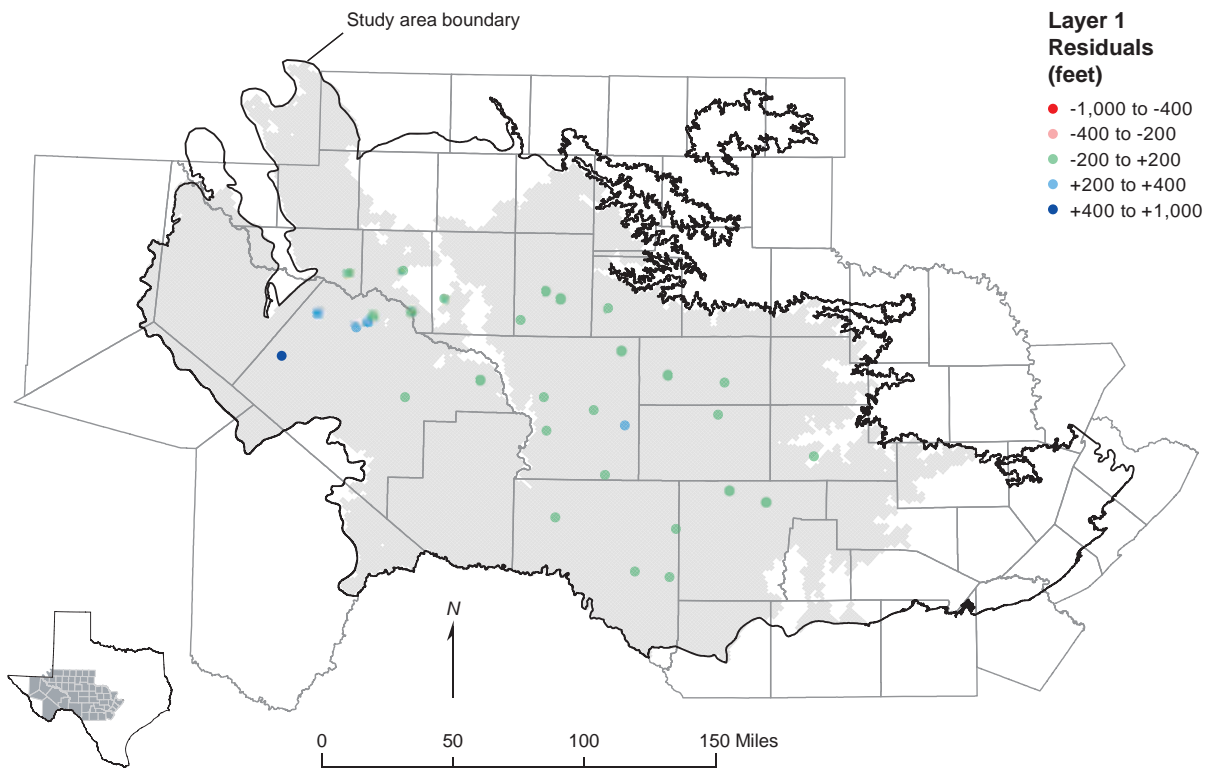 Study area boundary
Layer 1
Residuals
(feet)
-1,000 to -400
-400 to -200
-200 to +200
+200 to +400
+400 to +1,000
N
0 50 100 150 Miles